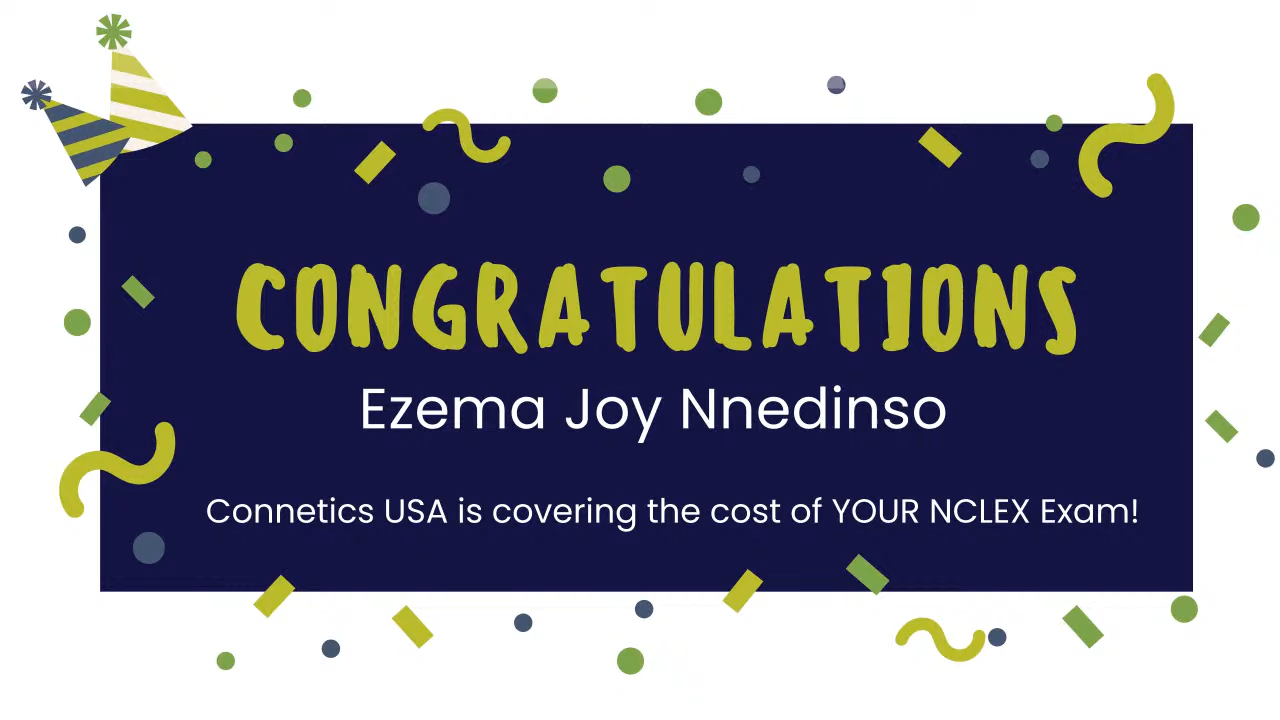 CONGRATULATIONS
Ezema Joy Nnedinso
Connetics USA is covering the cost of YOUR NCLEX Exam!